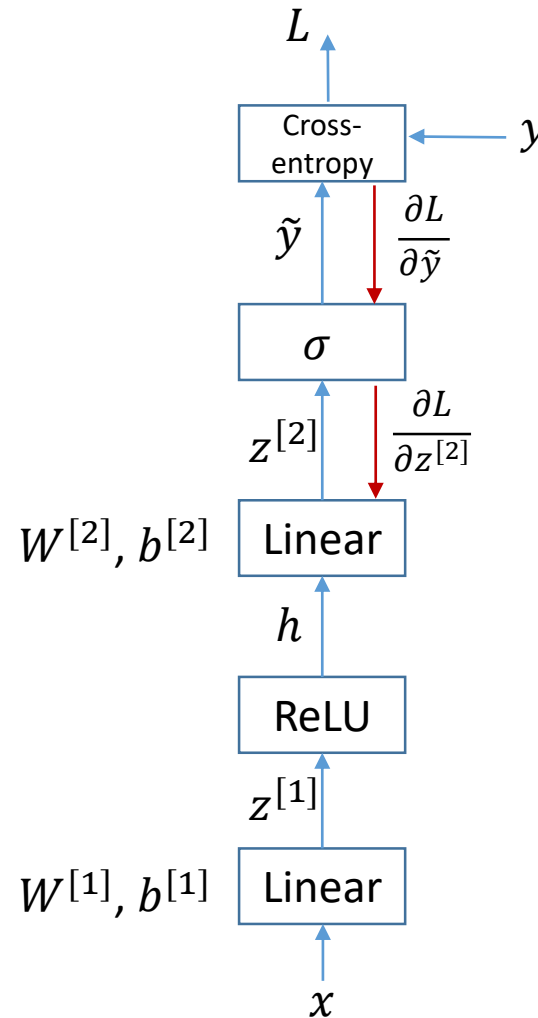 L
Cross-
entropy
y
ỹ
∂L
∂ỹ
σ
z^[2]
∂L
∂z^[2]
W^[2], b^[2]
Linear
h
ReLU
z^[1]
W^[1], b^[1]
Linear
x